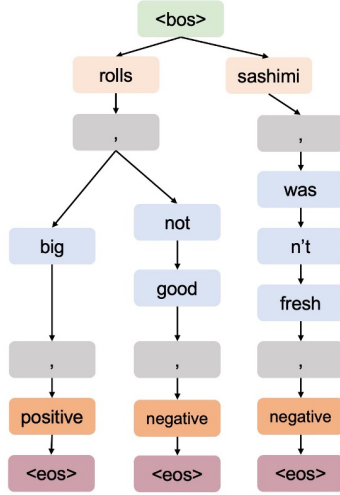 <bos>
rolls sashimi
, ,
was
not
big n't
good fresh
, , ,
positive negative negative
<eos> <eos> <eos>